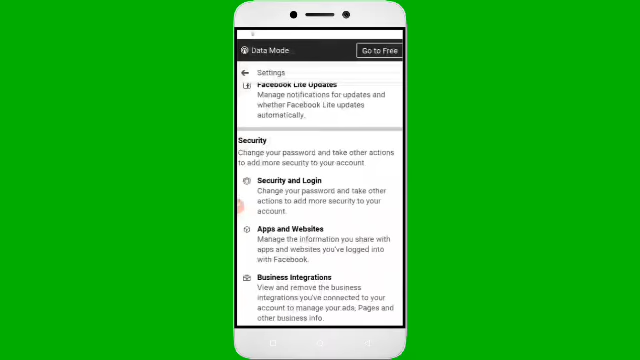 Data Mode
Go to Free
Settings
Facebook Lite Updates
Manage notifications for updates and
whether Facebook Lite updates
automatically.
Security
Change your password and take other actions
to add more security to your account
Security and Login
Change your password and take other
actions to add more security to your
account.
Apps and Websites
Manage the information you share with
apps and websites you've logged into
with Facebook.
Business Integrations
View and remove the business
integrations you've connected to your
account to manage your ads, Pages and
other business info.